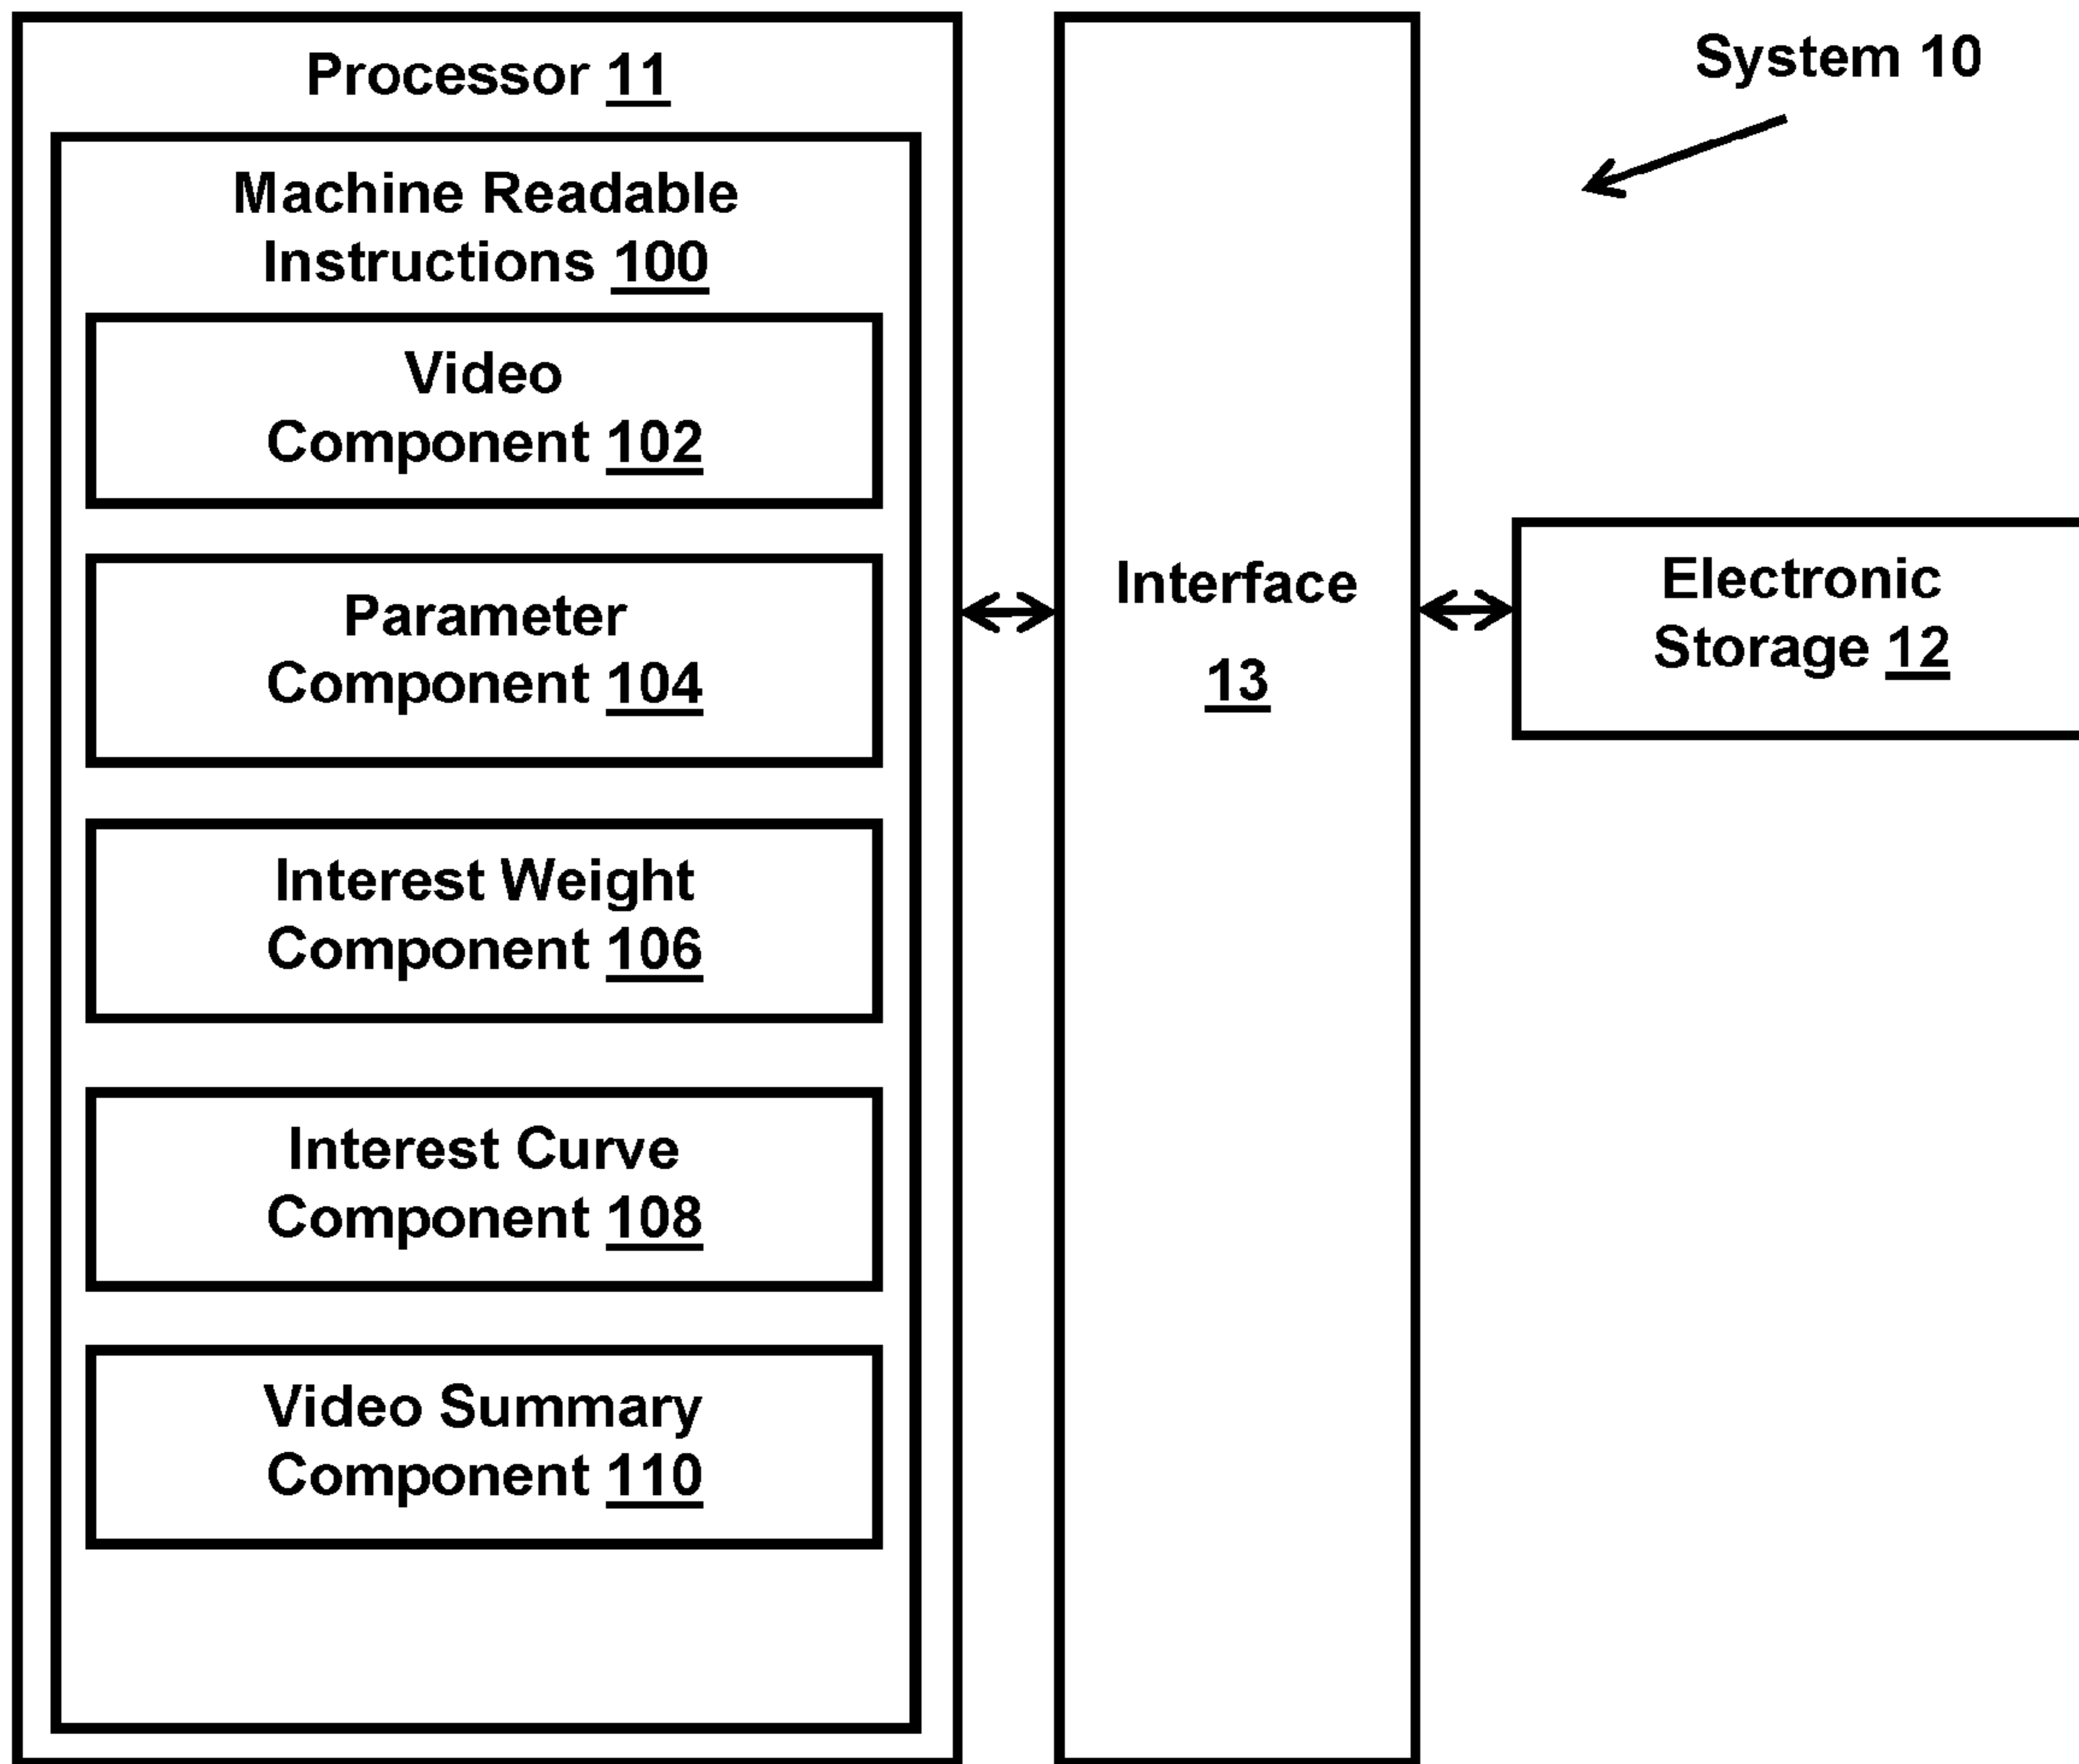 Processor 11
Machine Readable
Instructions 100
Video
Component 102
Parameter
Component 104
Interest Weight
Component 106
Interest Curve
Component 108
Video Summary
Component 110
Interface
13
System 10
Electronic
Storage 12